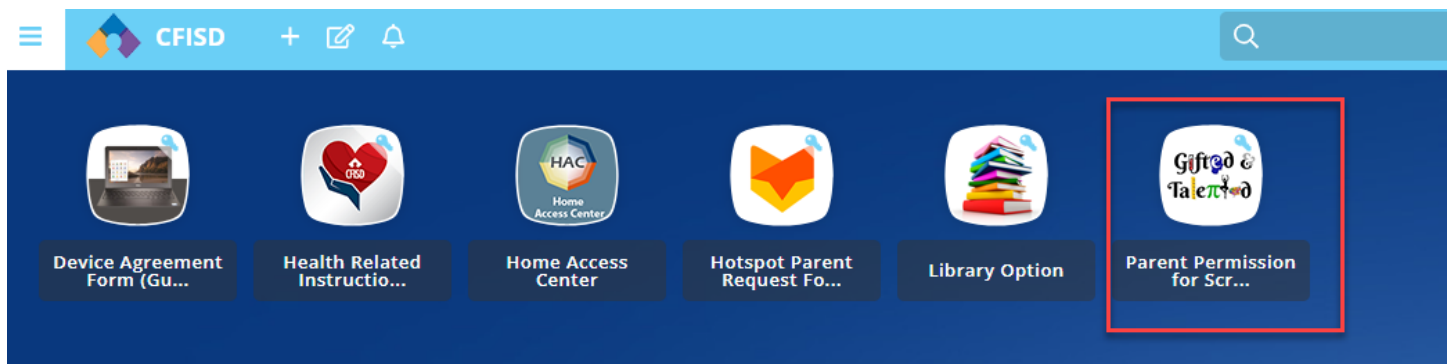 CFISD
CFISD
HAC
Home
Access Center
Gifted &
Talenπted
Device Agreement
Form (Gu...
Health Related
Instructio...
Home Access
Center
Hotspot Parent
Request Fo...
Library Option
Parent Permission
for Scr...